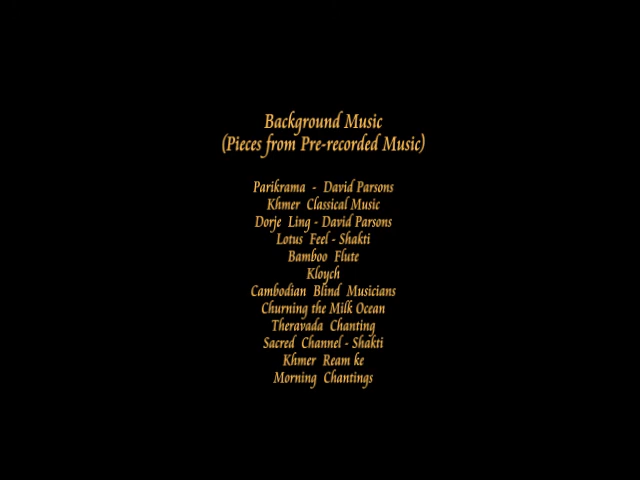 Background Music
(Pieces from Pre-recorded Music)
Parikrama - David Parsons
Khmer Classical Music
Dorje Ling - David Parsons
Lotus Feel - Shakti
Bamboo Flute
Kloych
Cambodian Blind Musicians
Churning the Milk Ocean
Theravada Chanting
Sacred Channel - Shakti
Khmer Ream ke
Morning Chantings